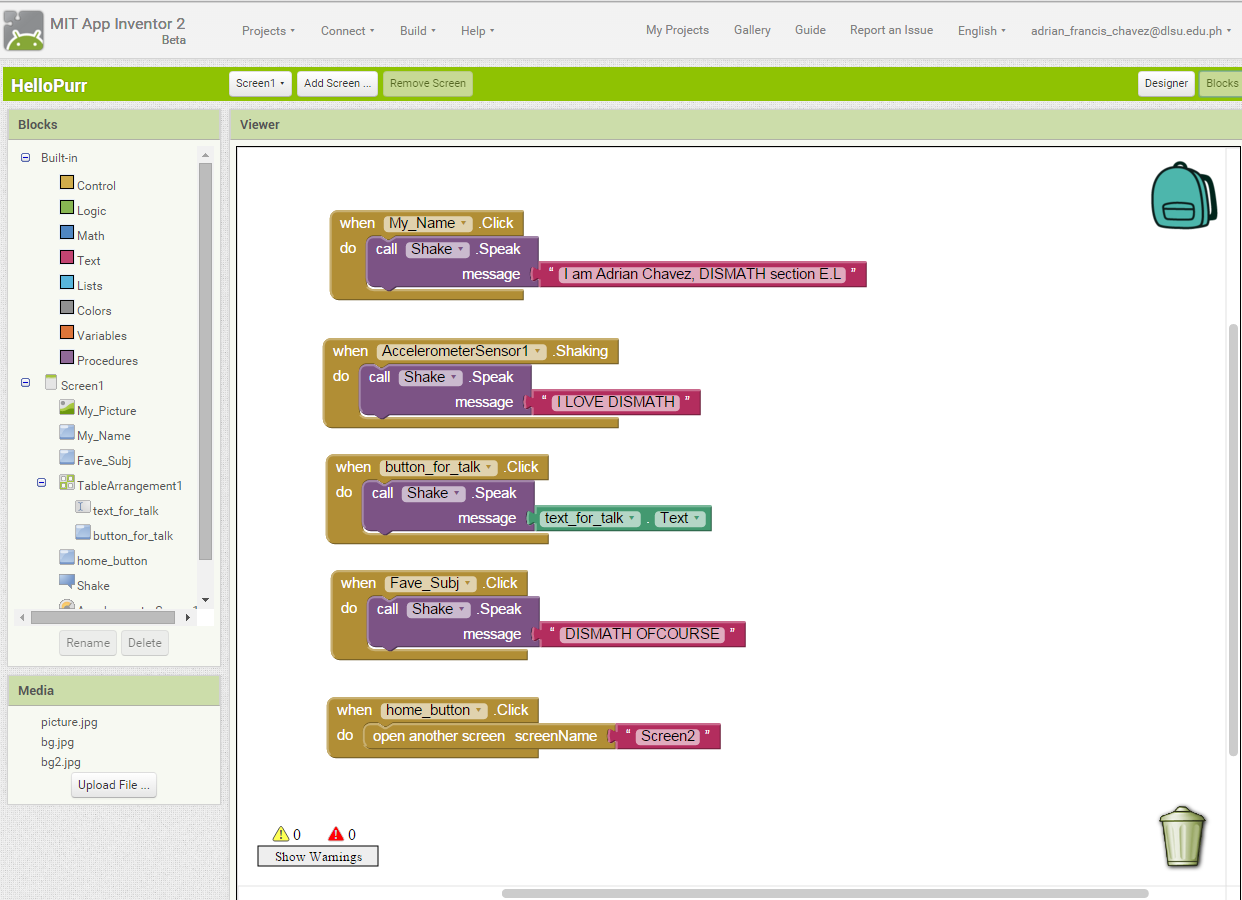 MIT App Inventor 2
Beta
Projects Connect Build Help My Projects Gallery Guide Report an Issue English adrian_francis_chavez@dlsu.edu.ph
HelloPurr Screen1 Add Screen ... Remove Screen Designer Blocks
Blocks
Built-in
Control
Logic
Math
Text
Lists
Colors
Variables
Procedures
Screen1
My_Picture
My_Name
Fave_Subj
TableArrangement1
text_for_talk
button_for_talk
home_button
Shake
Rename Delete
Media
picture.jpg
bg.jpg
bg2.jpg
Upload File ...
Viewer
when My_Name .Click
do call Shake .Speak
message “ I am Adrian Chavez, DISMATH section E.L ”
when AccelerometerSensor1 .Shaking
do call Shake .Speak
message “ I LOVE DISMATH ”
when button_for_talk .Click
do call Shake .Speak
message text_for_talk . Text
when Fave_Subj .Click
do call Shake .Speak
message “ DISMATH OFCOURSE ”
when home_button .Click
do open another screen screenName “ Screen2 ”
0 0
Show Warnings